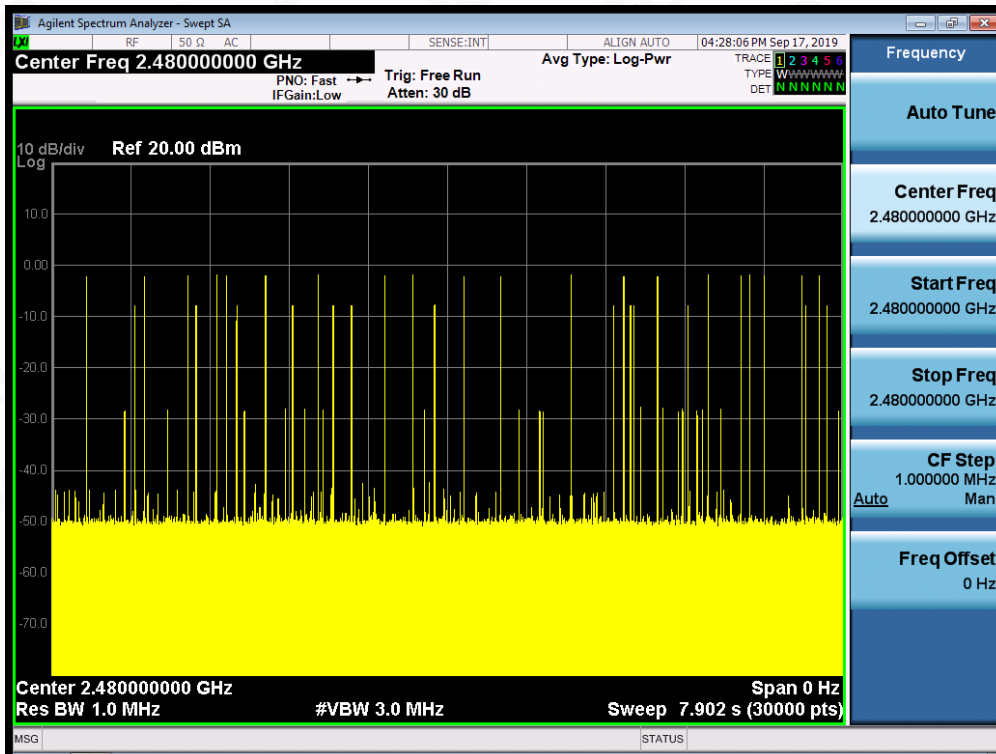 Agilent Spectrum Analyzer - Swept SA
LXI RF 50 Ω AC SENSE:INT ALIGN AUTO 04:28:06 PM Sep 17, 2019
Center Freq 2.480000000 GHz
PNO: Fast
IFGain:Low
Trig: Free Run
Atten: 30 dB
Avg Type: Log-Pwr
TRACE 1 2 3 4 5 6
TYPE WWWWWWW
DET N N N N N N
10 dB/div Ref 20.00 dBm
Log
10.0
0.00
-10.0
-20.0
-30.0
-40.0
-50.0
-60.0
-70.0
Center 2.480000000 GHz Span 0 Hz
Res BW 1.0 MHz #VBW 3.0 MHz Sweep 7.902 s (30000 pts)
MSG STATUS
Frequency
Auto Tune
Center Freq
2.480000000 GHz
Start Freq
2.480000000 GHz
Stop Freq
2.480000000 GHz
CF Step
1.000000 MHz
Auto Man
Freq Offset
0 Hz